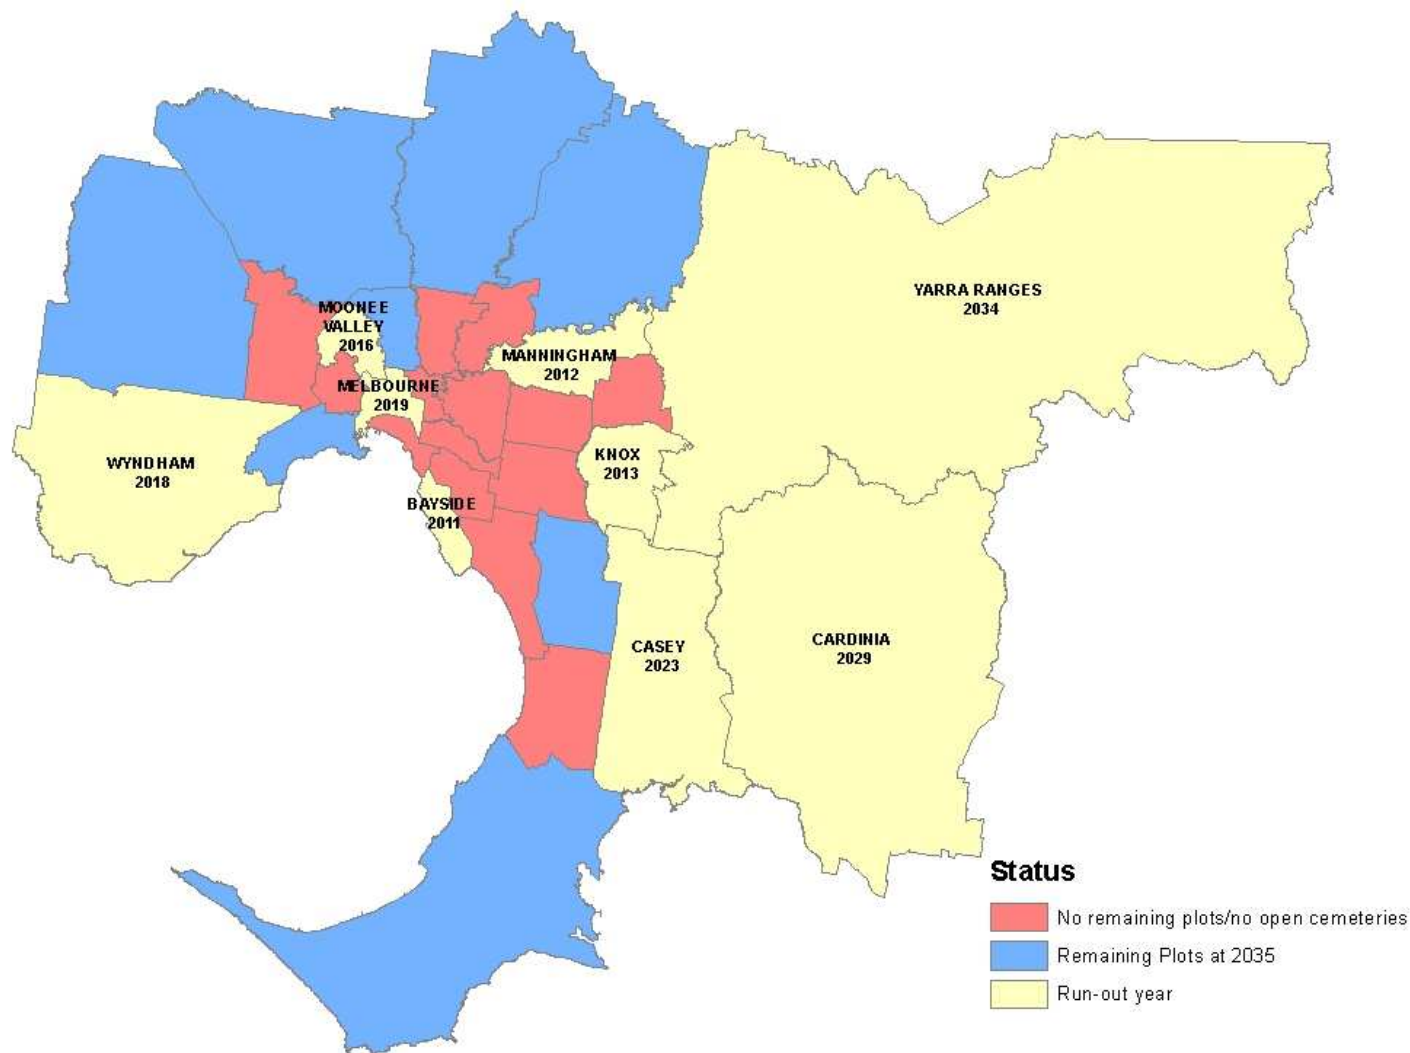 YARRA RANGES
2034
MOONEE
VALLEY
2016
MANNINGHAM
2012
MELBOURNE
2019
KNOX
2013
WYNDHAM
2018
BAYSIDE
2011
CASEY
2023
CARDINIA
2029
Status
No remaining plots/no open cemeteries
Remaining Plots at 2035
Run-out year